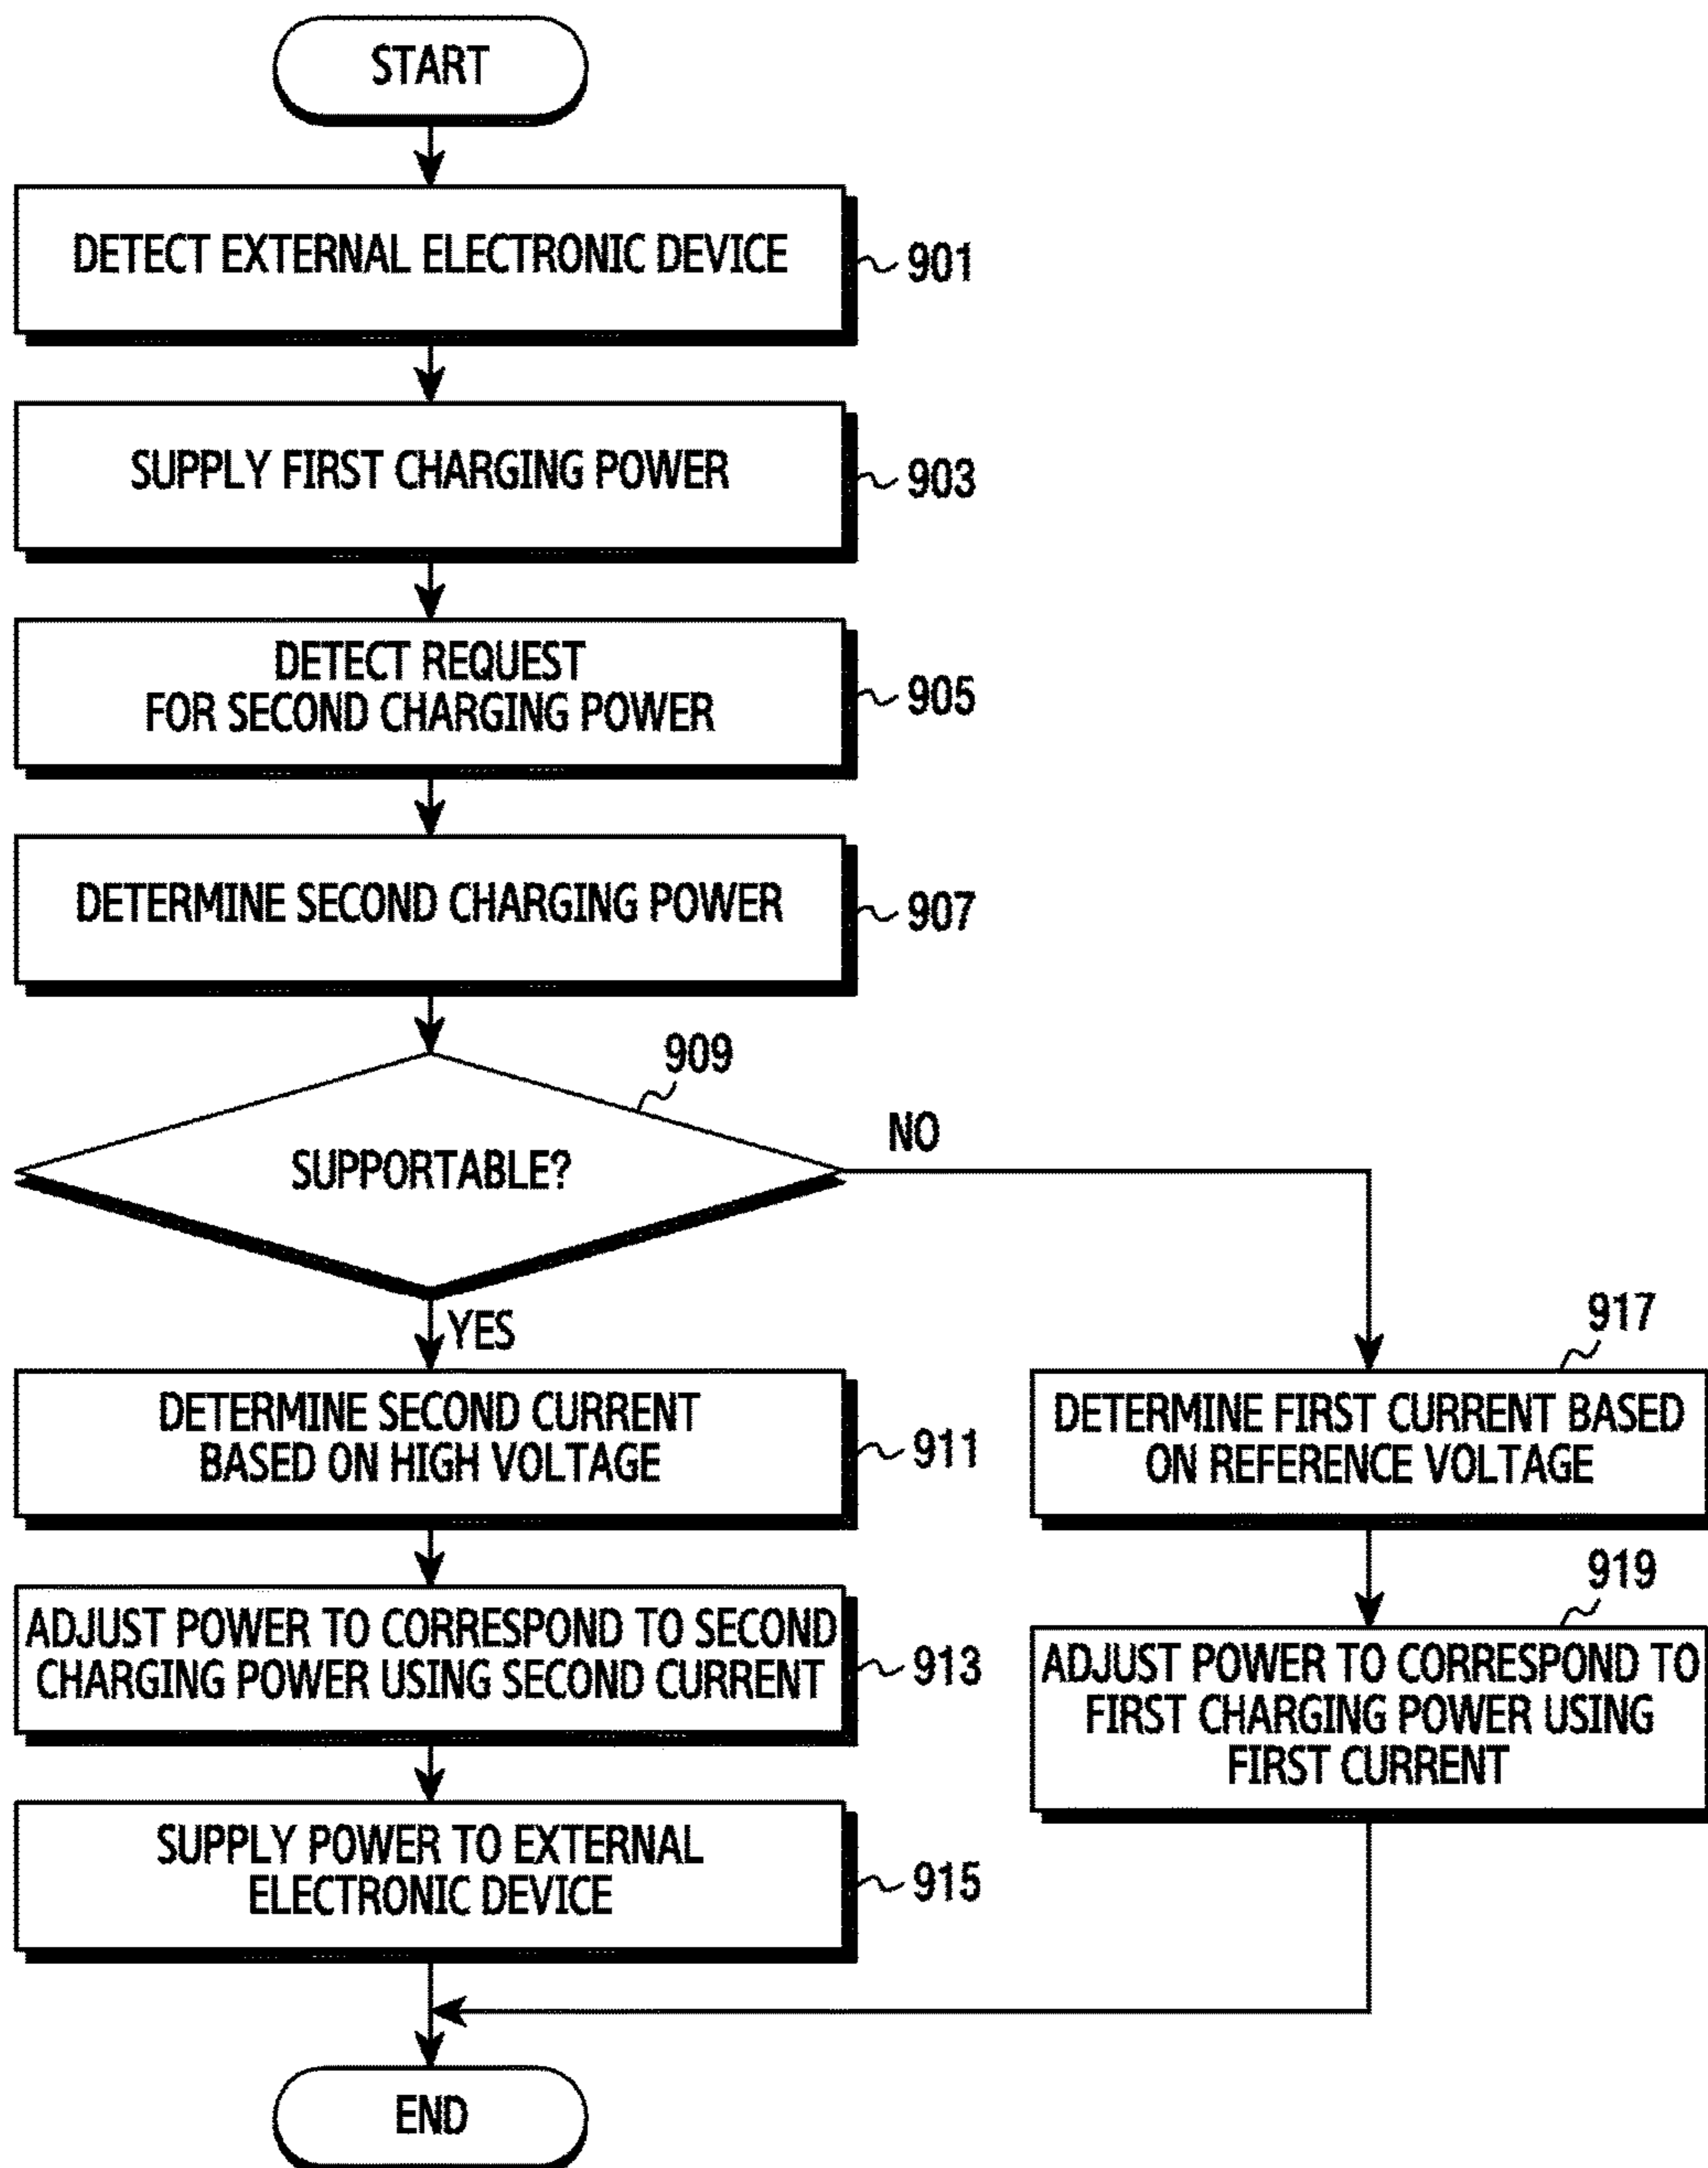 START
DETECT EXTERNAL ELECTRONIC DEVICE
901
SUPPLY FIRST CHARGING POWER
903
DETECT REQUEST
FOR SECOND CHARGING POWER
905
DETERMINE SECOND CHARGING POWER
907
909
SUPPORTABLE?
NO
YES
DETERMINE SECOND CURRENT
BASED ON HIGH VOLTAGE
911
ADJUST POWER TO CORRESPOND TO SECOND
CHARGING POWER USING SECOND CURRENT
913
SUPPLY POWER TO EXTERNAL
ELECTRONIC DEVICE
915
917
DETERMINE FIRST CURRENT BASED
ON REFERENCE VOLTAGE
919
ADJUST POWER TO CORRESPOND TO
FIRST CHARGING POWER USING
FIRST CURRENT
END